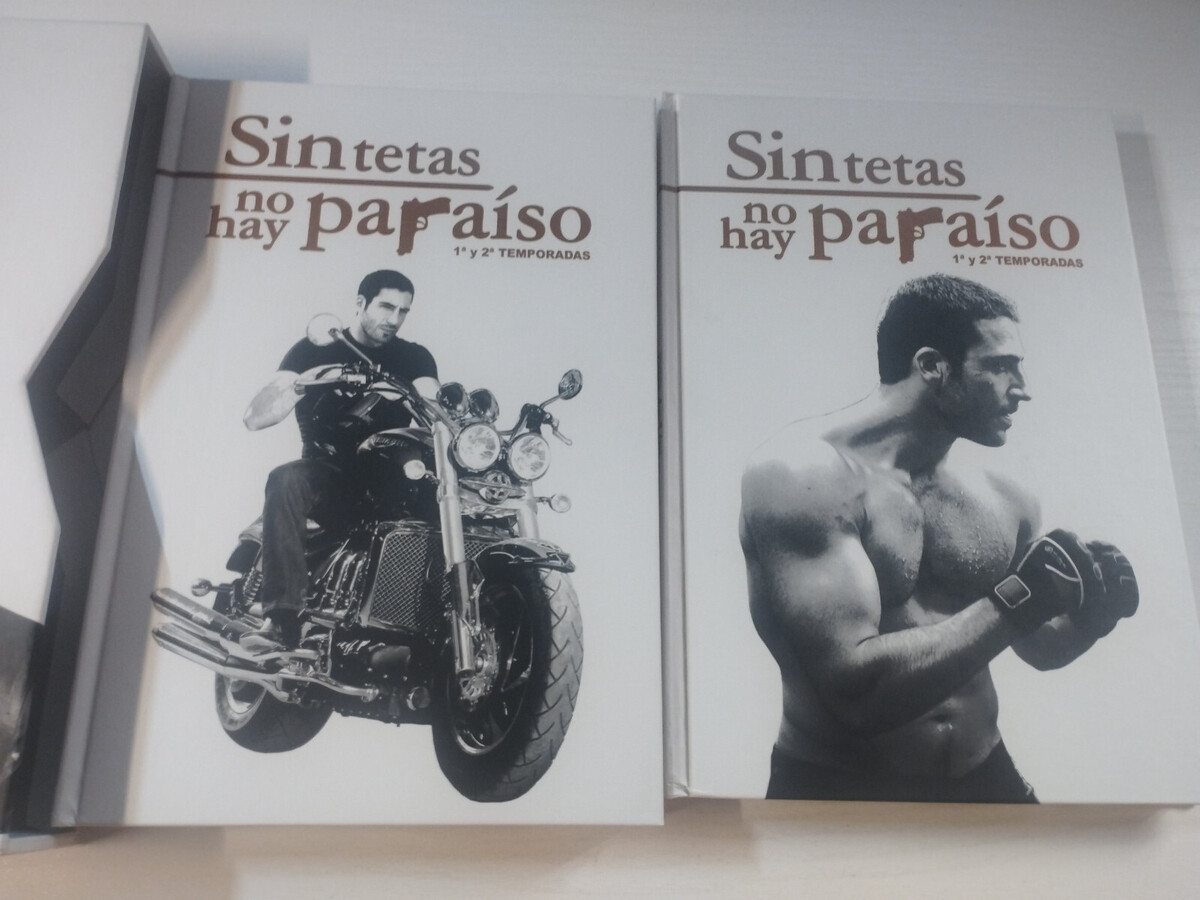 Sin tetas
no
hay paraíso
1ª y 2ª TEMPORADAS
Sin tetas
no
hay paraíso
1ª y 2ª TEMPORADAS